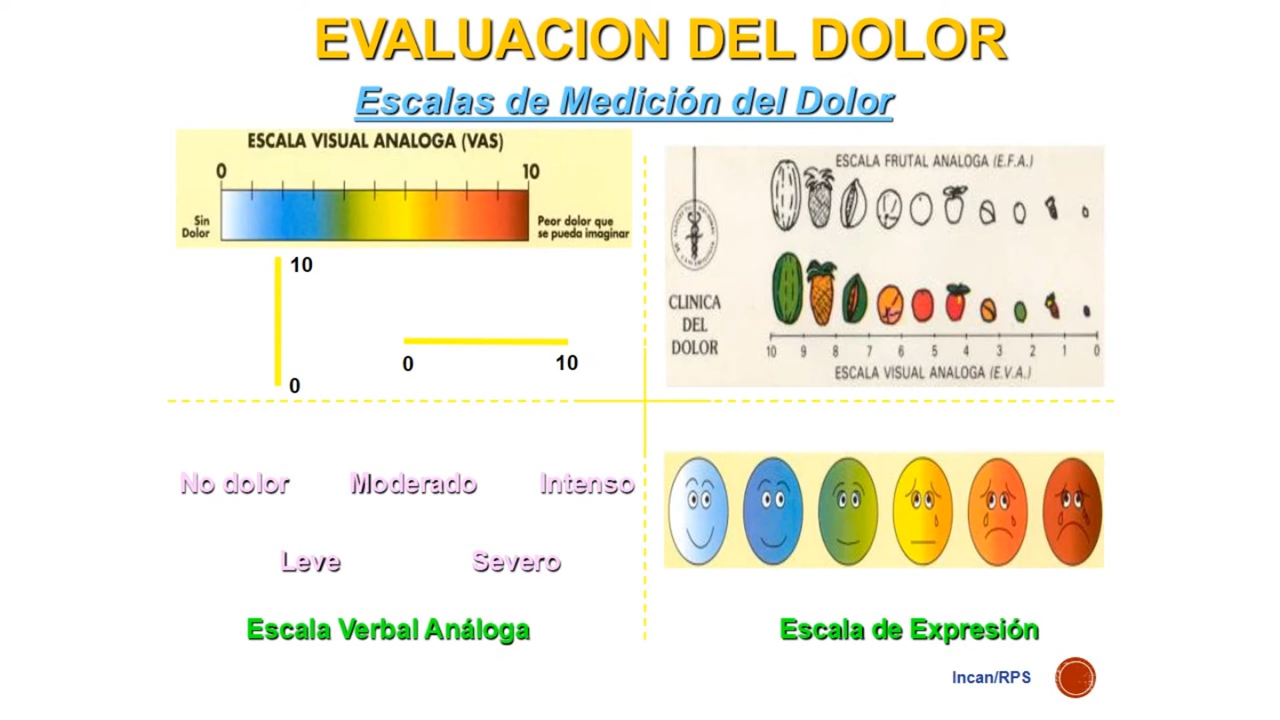 EVALUACION DEL DOLOR
Escalas de Medición del Dolor
ESCALA VISUAL ANALOGA (VAS)
0 10
Sin
Dolor
Peor dolor que
se pueda imaginar
10
0
0 10
ESCALA FRUTAL ANALOGA (E.F.A.)
CLINICA
DEL
DOLOR
10 9 8 7 6 5 4 3 2 1 0
ESCALA VISUAL ANALOGA (E.V.A.)
No dolor Moderado Intenso
Leve Severo
Escala Verbal Análoga
Escala de Expresión
Incan/RPS